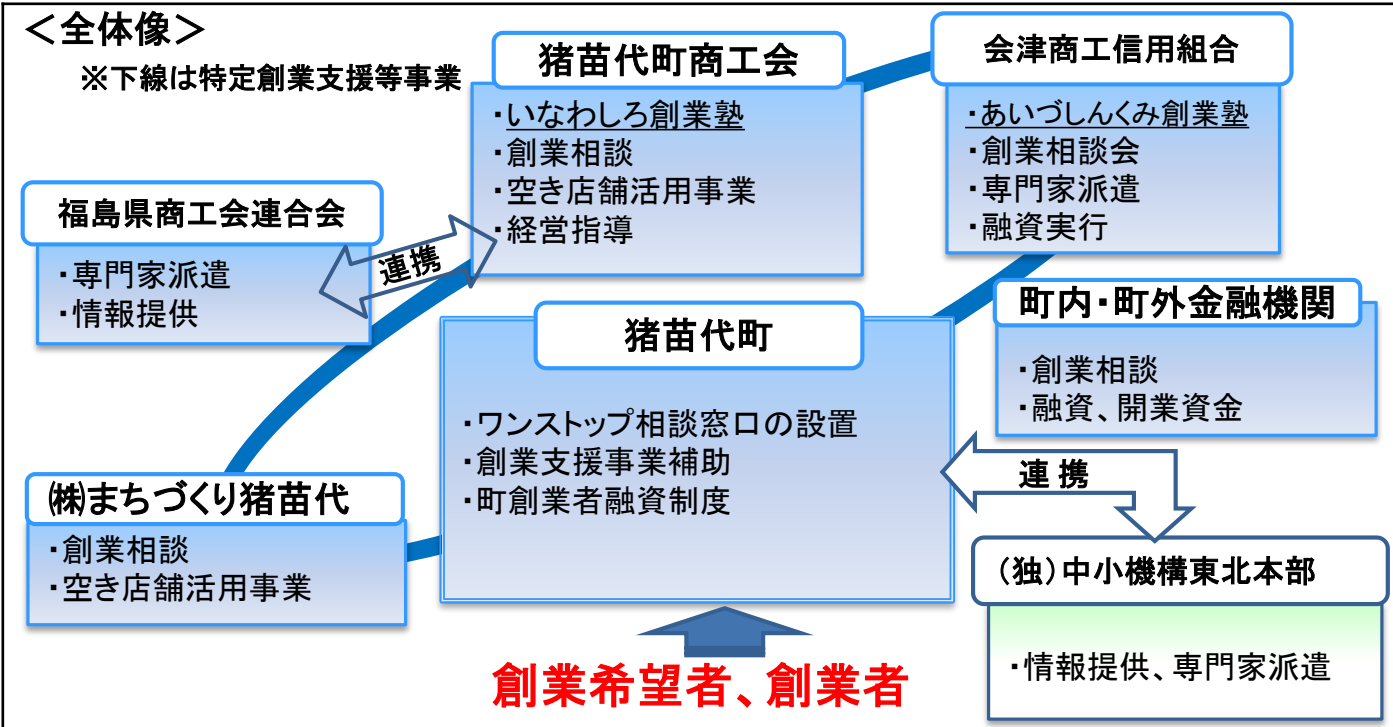 ＜全体像＞
※下線は特定創業支援等事業
猪苗代町商工会
・いなわしろ創業塾
・創業相談
・空き店舗活用事業
・経営指導
会津商工信用組合
・あいづしんくみ創業塾
・創業相談会
・専門家派遣
・融資実行
福島県商工会連合会
・専門家派遣
・情報提供
連携
町内・町外金融機関
・創業相談
・融資、開業資金
猪苗代町
・ワンストップ相談窓口の設置
・創業支援事業補助
・町創業者融資制度
連 携
㈱まちづくり猪苗代
・創業相談
・空き店舗活用事業
（独）中小機構東北本部
・情報提供、専門家派遣
創業希望者、創業者